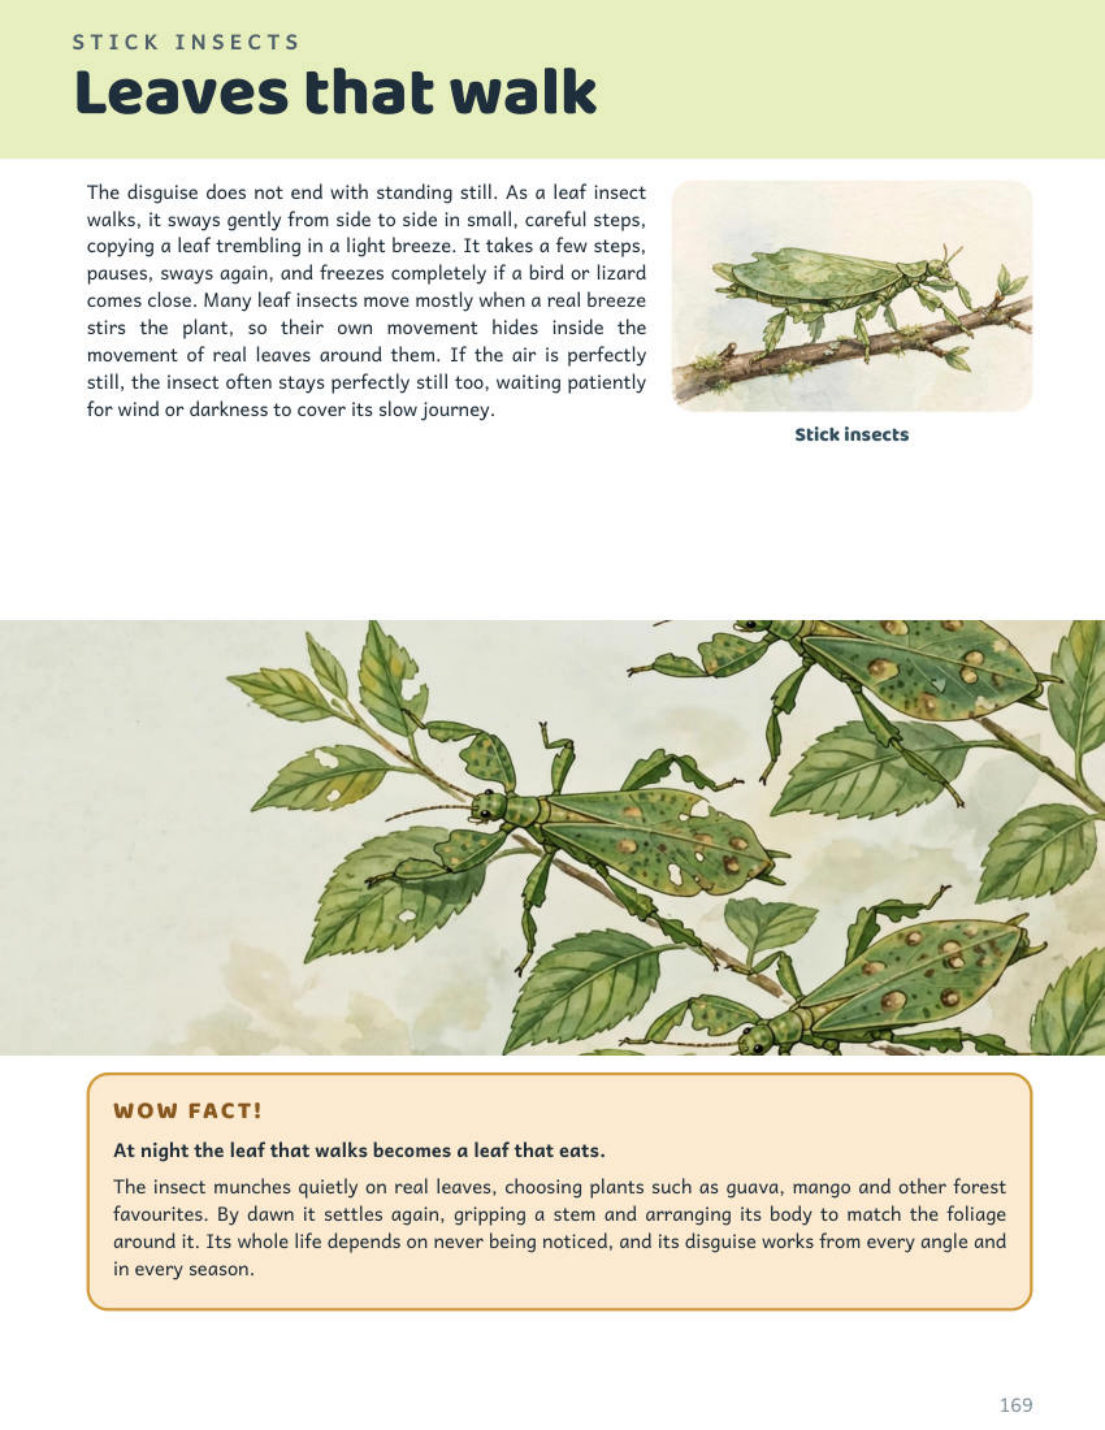 STICK INSECTS
Leaves that walk
The disguise does not end with standing still. As a leaf insect
walks, it sways gently from side to side in small, careful steps,
copying a leaf trembling in a light breeze. It takes a few steps,
pauses, sways again, and freezes completely if a bird or lizard
comes close. Many leaf insects move mostly when a real breeze
stirs the plant, so their own movement hides inside the
movement of real leaves around them. If the air is perfectly
still, the insect often stays perfectly still too, waiting patiently
for wind or darkness to cover its slow journey.
Stick insects
WOW FACT!
At night the leaf that walks becomes a leaf that eats.
The insect munches quietly on real leaves, choosing plants such as guava, mango and other forest
favourites. By dawn it settles again, gripping a stem and arranging its body to match the foliage
around it. Its whole life depends on never being noticed, and its disguise works from every angle and
in every season.
169